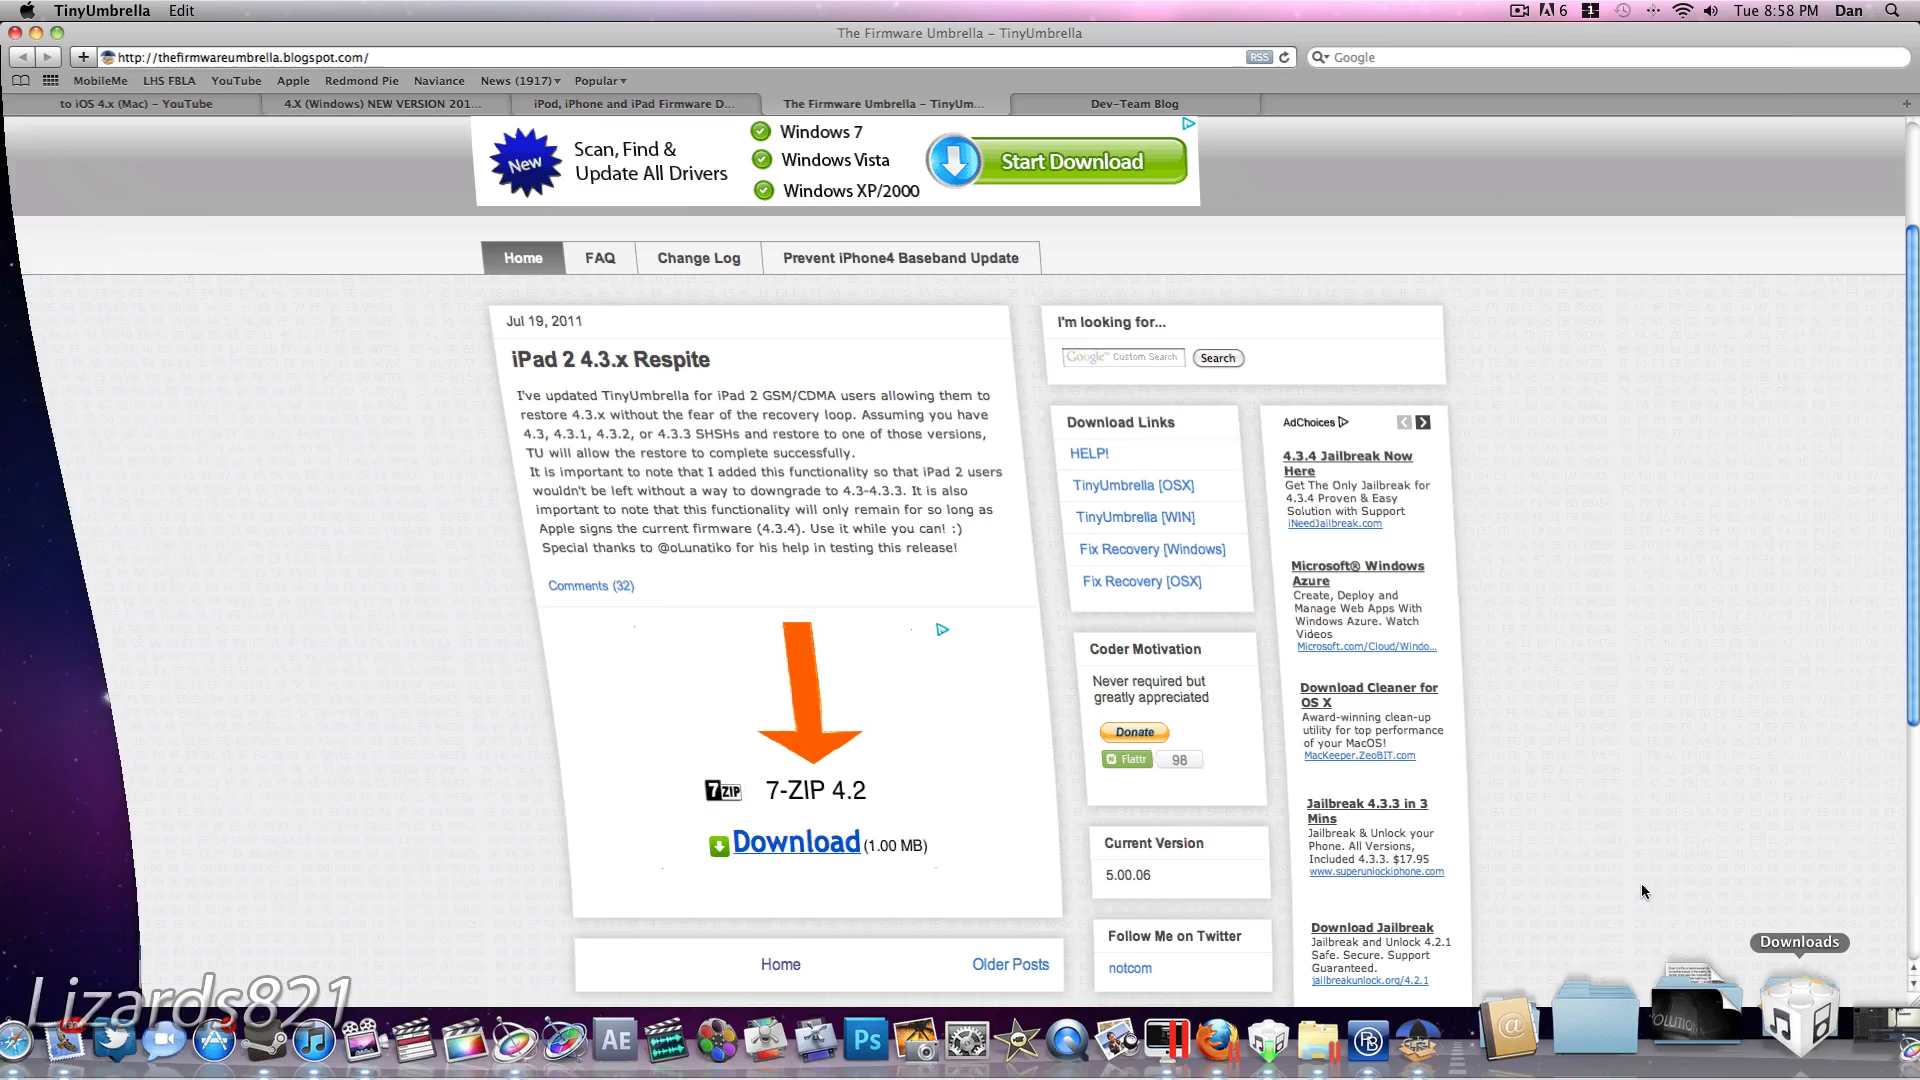 TinyUmbrella Edit
6 1 Tue 8:58 PM Dan
The Firmware Umbrella – TinyUmbrella
http://thefirmwareumbrella.blogspot.com/
RSS
Google
MobileMe LHS FBLA YouTube Apple Redmond Pie Naviance News (1917) Popular
to iOS 4.x (Mac) – YouTube
4.X (Windows) NEW VERSION 201...
iPod, iPhone and iPad Firmware D...
The Firmware Umbrella – TinyUm...
Dev-Team Blog
New
Scan, Find &
Update All Drivers
Windows 7
Windows Vista
Windows XP/2000
Start Download
Home
FAQ
Change Log
Prevent iPhone4 Baseband Update
Jul 19, 2011
iPad 2 4.3.x Respite
I've updated TinyUmbrella for iPad 2 GSM/CDMA users allowing them to
restore 4.3.x without the fear of the recovery loop. Assuming you have
4.3, 4.3.1, 4.3.2, or 4.3.3 SHSHs and restore to one of those versions,
TU will allow the restore to complete successfully.
It is important to note that I added this functionality so that iPad 2 users
wouldn't be left without a way to downgrade to 4.3-4.3.3. It is also
important to note that this functionality will only remain for so long as
Apple signs the current firmware (4.3.4). Use it while you can! :)
Special thanks to @oLunatiko for his help in testing this release!
Comments (32)
7ZIP 7-ZIP 4.2
Download (1.00 MB)
Home
Older Posts
I'm looking for...
Google™ Custom Search
Search
Download Links
HELP!
TinyUmbrella [OSX]
TinyUmbrella [WIN]
Fix Recovery [Windows]
Fix Recovery [OSX]
Coder Motivation
Never required but
greatly appreciated
Donate
Flattr 98
Current Version
5.00.06
Follow Me on Twitter
notcom
AdChoices
4.3.4 Jailbreak Now
Here
Get The Only Jailbreak for
4.3.4 Proven & Easy
Solution with Support
iNeedJailbreak.com
Microsoft® Windows
Azure
Create, Deploy and
Manage Web Apps With
Windows Azure. Watch
Videos
Microsoft.com/Cloud/Windo...
Download Cleaner for
OS X
Award-winning clean-up
utility for top performance
of your MacOS!
MacKeeper.ZeoBIT.com
Jailbreak 4.3.3 in 3
Mins
Jailbreak & Unlock your
Phone. All Versions,
Included 4.3.3. $17.95
www.superunlockiphone.com
Download Jailbreak
Jailbreak and Unlock 4.2.1
Safe. Secure. Support
Guaranteed.
jailbreakunlock.org/4.2.1
Downloads
Lizards821
AE
Ps